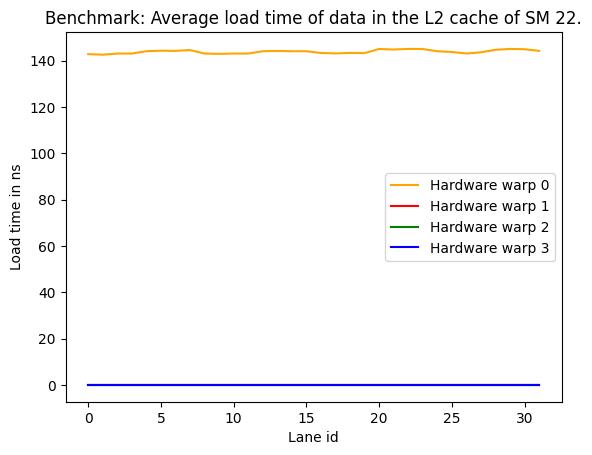 Benchmark: Average load time of data in the L2 cache of SM 22.
140
120
100
80
60
40
20
0
Load time in ns
Hardware warp 0
Hardware warp 1
Hardware warp 2
Hardware warp 3
0 5 10 15 20 25 30
Lane id